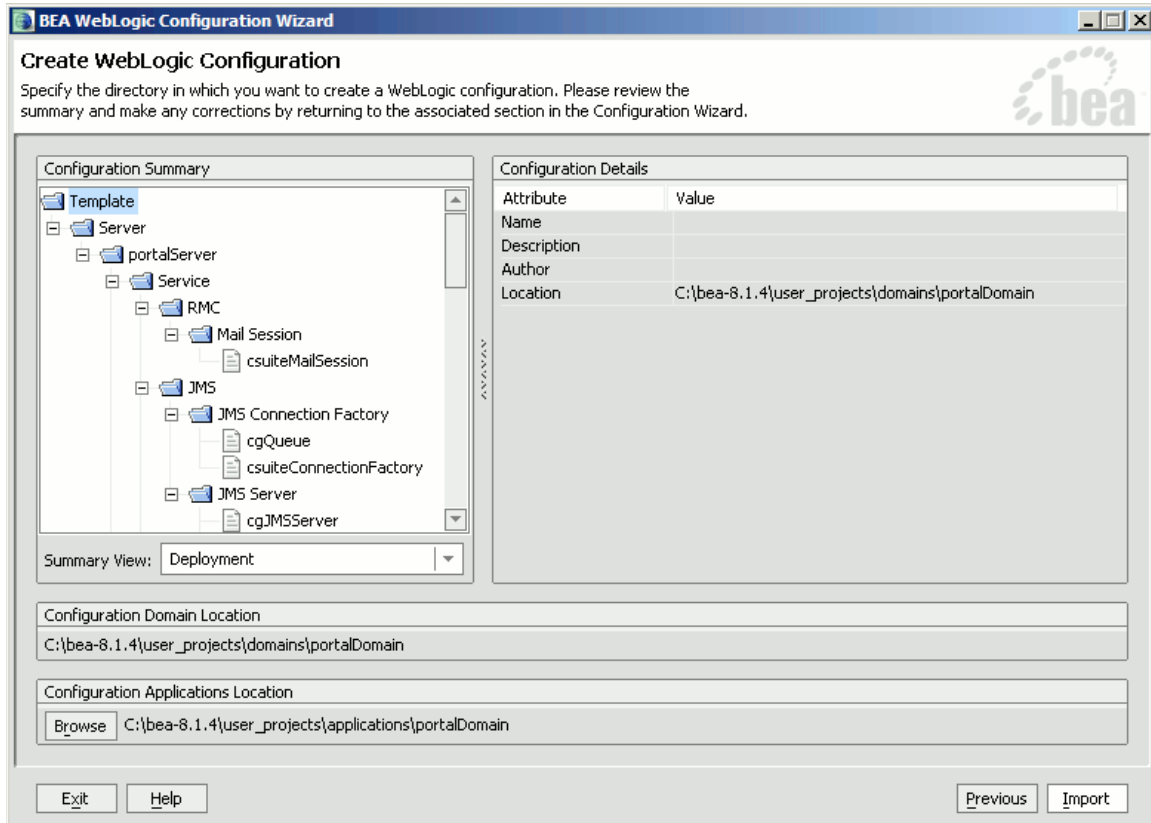 BEA WebLogic Configuration Wizard
Create WebLogic Configuration
Specify the directory in which you want to create a WebLogic configuration. Please review the
summary and make any corrections by returning to the associated section in the Configuration Wizard.
bea
Configuration Summary
Template
Server
portalServer
Service
RMC
Mail Session
csuiteMailSession
JMS
JMS Connection Factory
cgQueue
csuiteConnectionFactory
JMS Server
cgJMSServer
Summary View: Deployment
Configuration Details
Attribute Value
Name
Description
Author
Location C:\bea-8.1.4\user_projects\domains\portalDomain
Configuration Domain Location
C:\bea-8.1.4\user_projects\domains\portalDomain
Configuration Applications Location
Browse C:\bea-8.1.4\user_projects\applications\portalDomain
Exit Help Previous Import